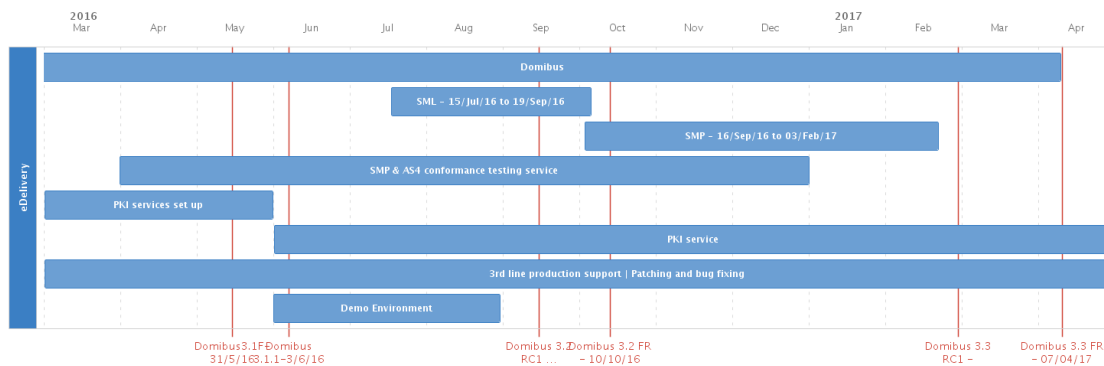 2016
2017
Mar Apr May Jun Jul Aug Sep Oct Nov Dec Jan Feb Mar Apr
eDelivery
Domibus
SML - 15/Jul/16 to 19/Sep/16
SMP - 16/Sep/16 to 03/Feb/17
SMP & AS4 conformance testing service
PKI services set up
PKI service
3rd line production support | Patching and bug fixing
Demo Environment
Domibus 3.1
31/5/16
Domibus
3.1.1-3/6/16
Domibus 3.2
RC1 ...
Domibus 3.2 FR
- 10/10/16
Domibus 3.3
RC1 -
Domibus 3.3 FR
- 07/04/17